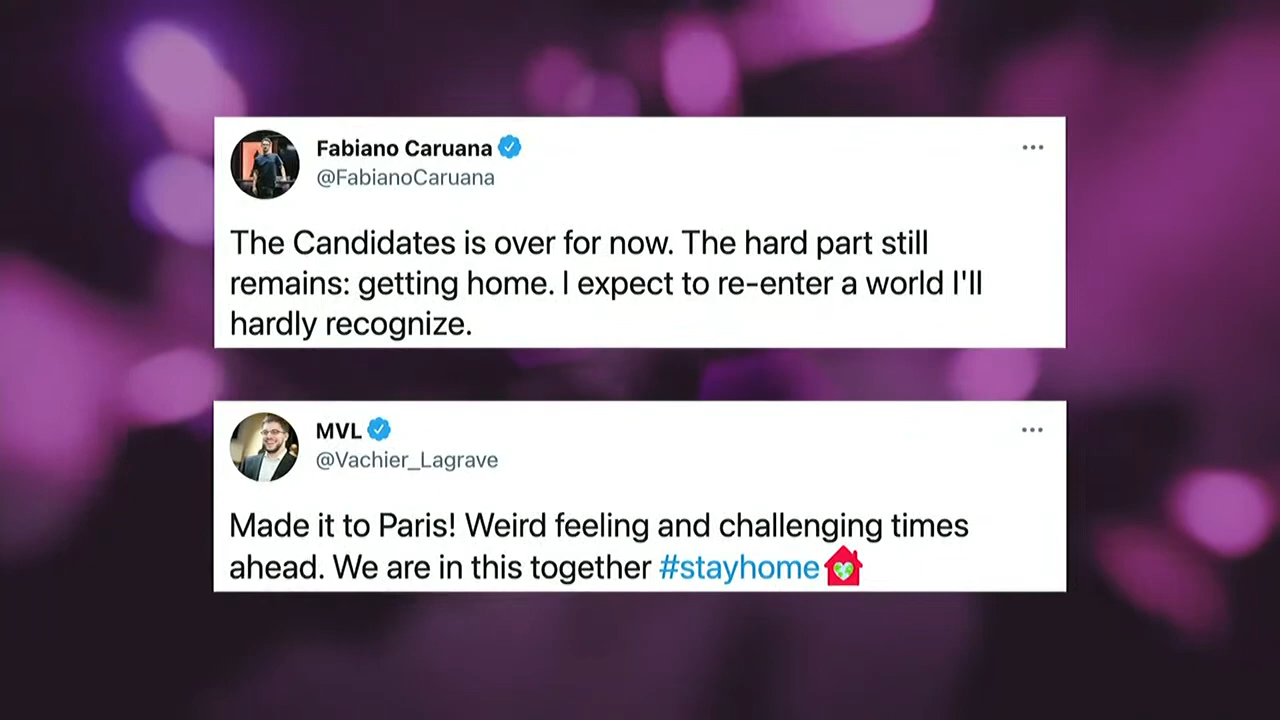 Fabiano Caruana
@FabianoCaruana
The Candidates is over for now. The hard part still
remains: getting home. I expect to re-enter a world I'll
hardly recognize.
MVL
@Vachier_Lagrave
Made it to Paris! Weird feeling and challenging times
ahead. We are in this together #stayhome